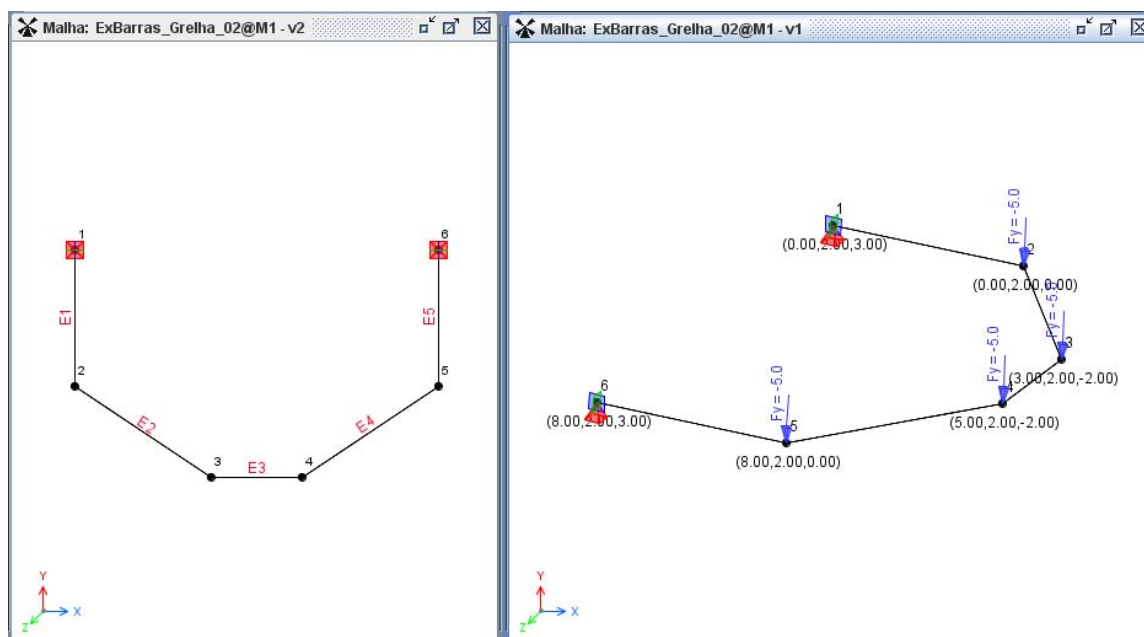 Malha: ExBarras_Grelha_02@M1 - v2
1
6
E1
E5
2
5
E2
E4
3
4
E3
Y
X
Z
Malha: ExBarras_Grelha_02@M1 - v1
1
(0.00,2.00,3.00)
Fy = -5.0
2
(0.00,2.00,0.00)
Fy = -5.0
3
(3.00,2.00,-2.00)
Fy = -5.0
4
(5.00,2.00,-2.00)
6
(8.00,2.00,3.00)
Fy = -5.0
5
(8.00,2.00,0.00)
Y
X
Z